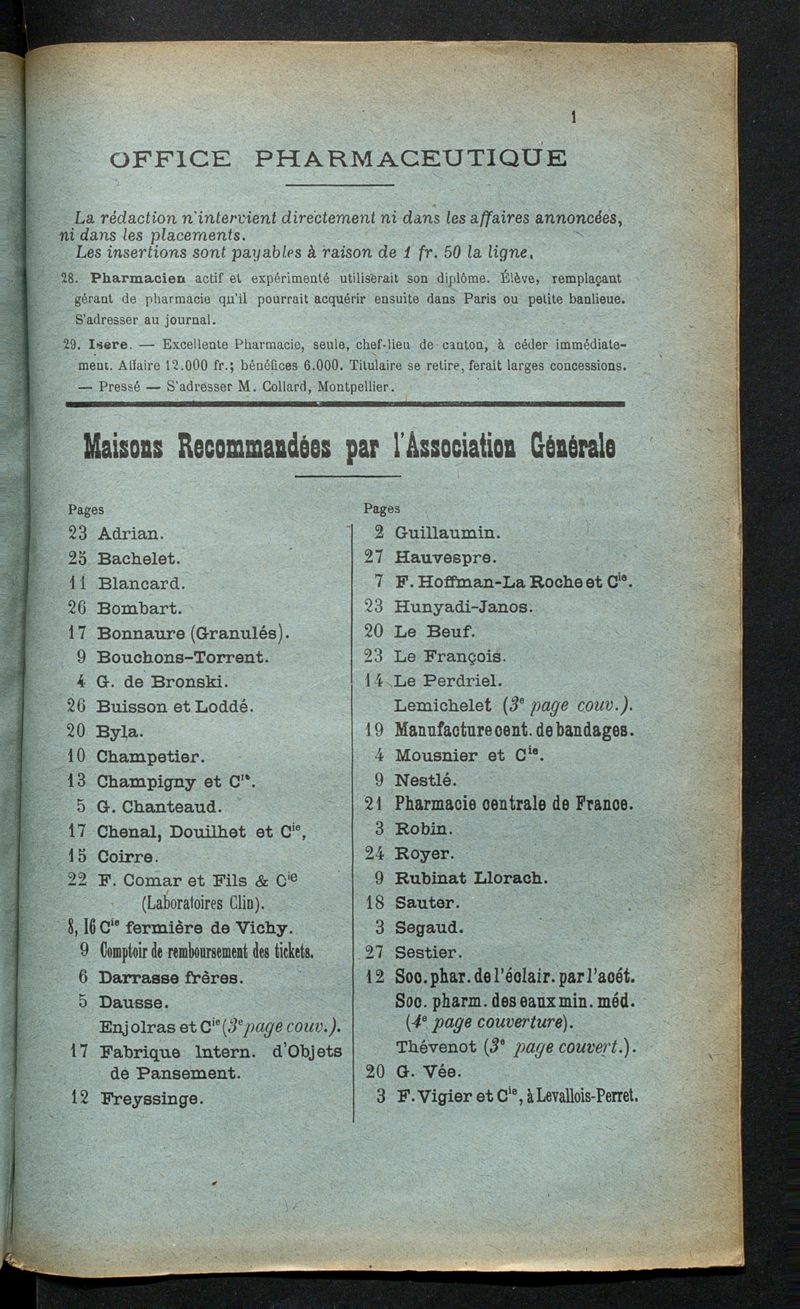 1
OFFICE PHARMACEUTIQUE
La rédaction n'intervient directement ni dans les affaires annoncées,
ni dans les placements.
Les insertions sont payables à raison de 1 fr. 50 la ligne.
28. Pharmacien actif et expérimenté utiliserait son diplôme. Élève, remplaçant
gérant de pharmacie qu'il pourrait acquérir ensuite dans Paris ou petite banlieue.
S'adresser au journal.
29. Isere. — Excellente Pharmacie, seule, chef-lieu de canton, à céder immédiate-
ment. Affaire 12.000 fr.; bénéfices 6.000. Titulaire se retire, ferait larges concessions.
— Pressé — S'adresser M. Collard, Montpellier.
Maisons Recommandées par l'Association Générale
Pages
23 Adrian.
25 Bachelet.
11 Blancard.
26 Bombart.
17 Bonnaure (Granulés).
9 Bouchons-Torrent.
4 G. de Bronski.
26 Buisson et Loddé.
20 Byla.
10 Champetier.
13 Champigny et Cie.
5 G. Chanteaud.
17 Chenal, Douilhet et Cie,
15 Coirre.
22 F. Comar et Fils & Cie
(Laboratoires Clin).
8, 16 Cie fermière de Vichy.
9 Comptoir de remboursement des tickets.
6 Darrasse frères.
5 Dausse.
Enjolras et Cie (3e page couv.).
17 Fabrique Intern. d'Objets
de Pansement.
12 Freyssinge.
Pages
2 Guillaumin.
27 Hauvespre.
7 F. Hoffman-La Roche et Cie.
23 Hunyadi-Janos.
20 Le Beuf.
23 Le François.
14 Le Perdriel.
Lemichelet (3e page couv.).
19 Manufacture cent. de bandages.
4 Mousnier et Cie.
9 Nestlé.
21 Pharmacie centrale de France.
3 Robin.
24 Royer.
9 Rubinat Llorach.
18 Sauter.
3 Segaud.
27 Sestier.
12 Soc. phar. de l'éclair. par l'acét.
Soc. pharm. des eaux min. méd.
(4e page couverture).
Thévenot (3e page couvert.).
20 G. Vée.
3 F. Vigier et Cie, à Levallois-Perret.